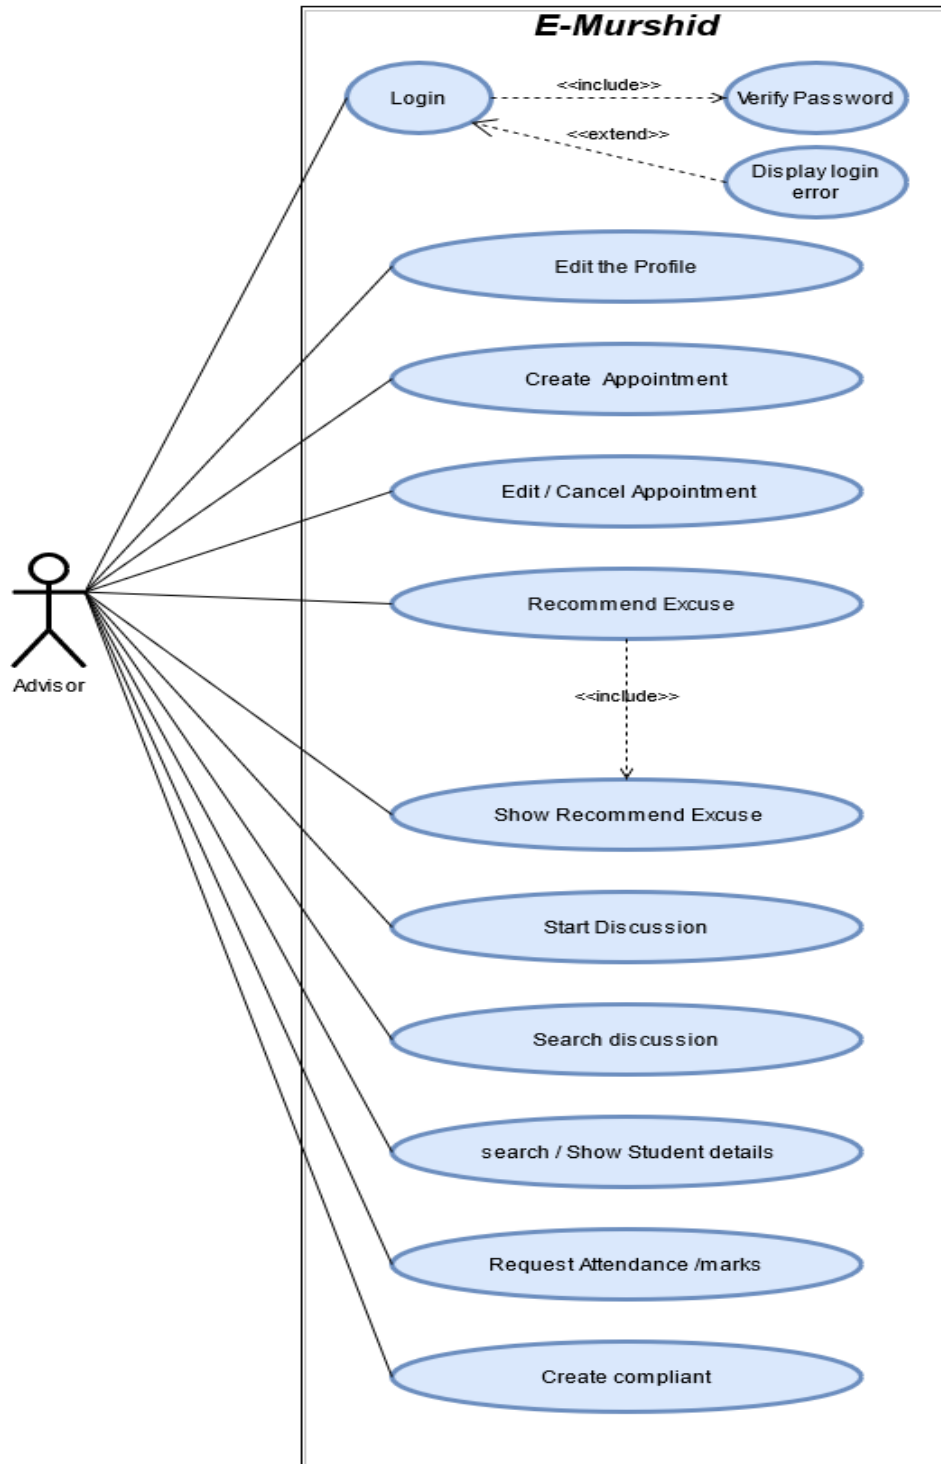 E-Murshid
Login
<<include>>
Verify Password
<<extend>>
Display login
error
Edit the Profile
Create Appointment
Edit / Cancel Appointment
Recommend Excuse
Advisor
<<include>>
Show Recommend Excuse
Start Discussion
Search discussion
search / Show Student details
Request Attendance /marks
Create compliant